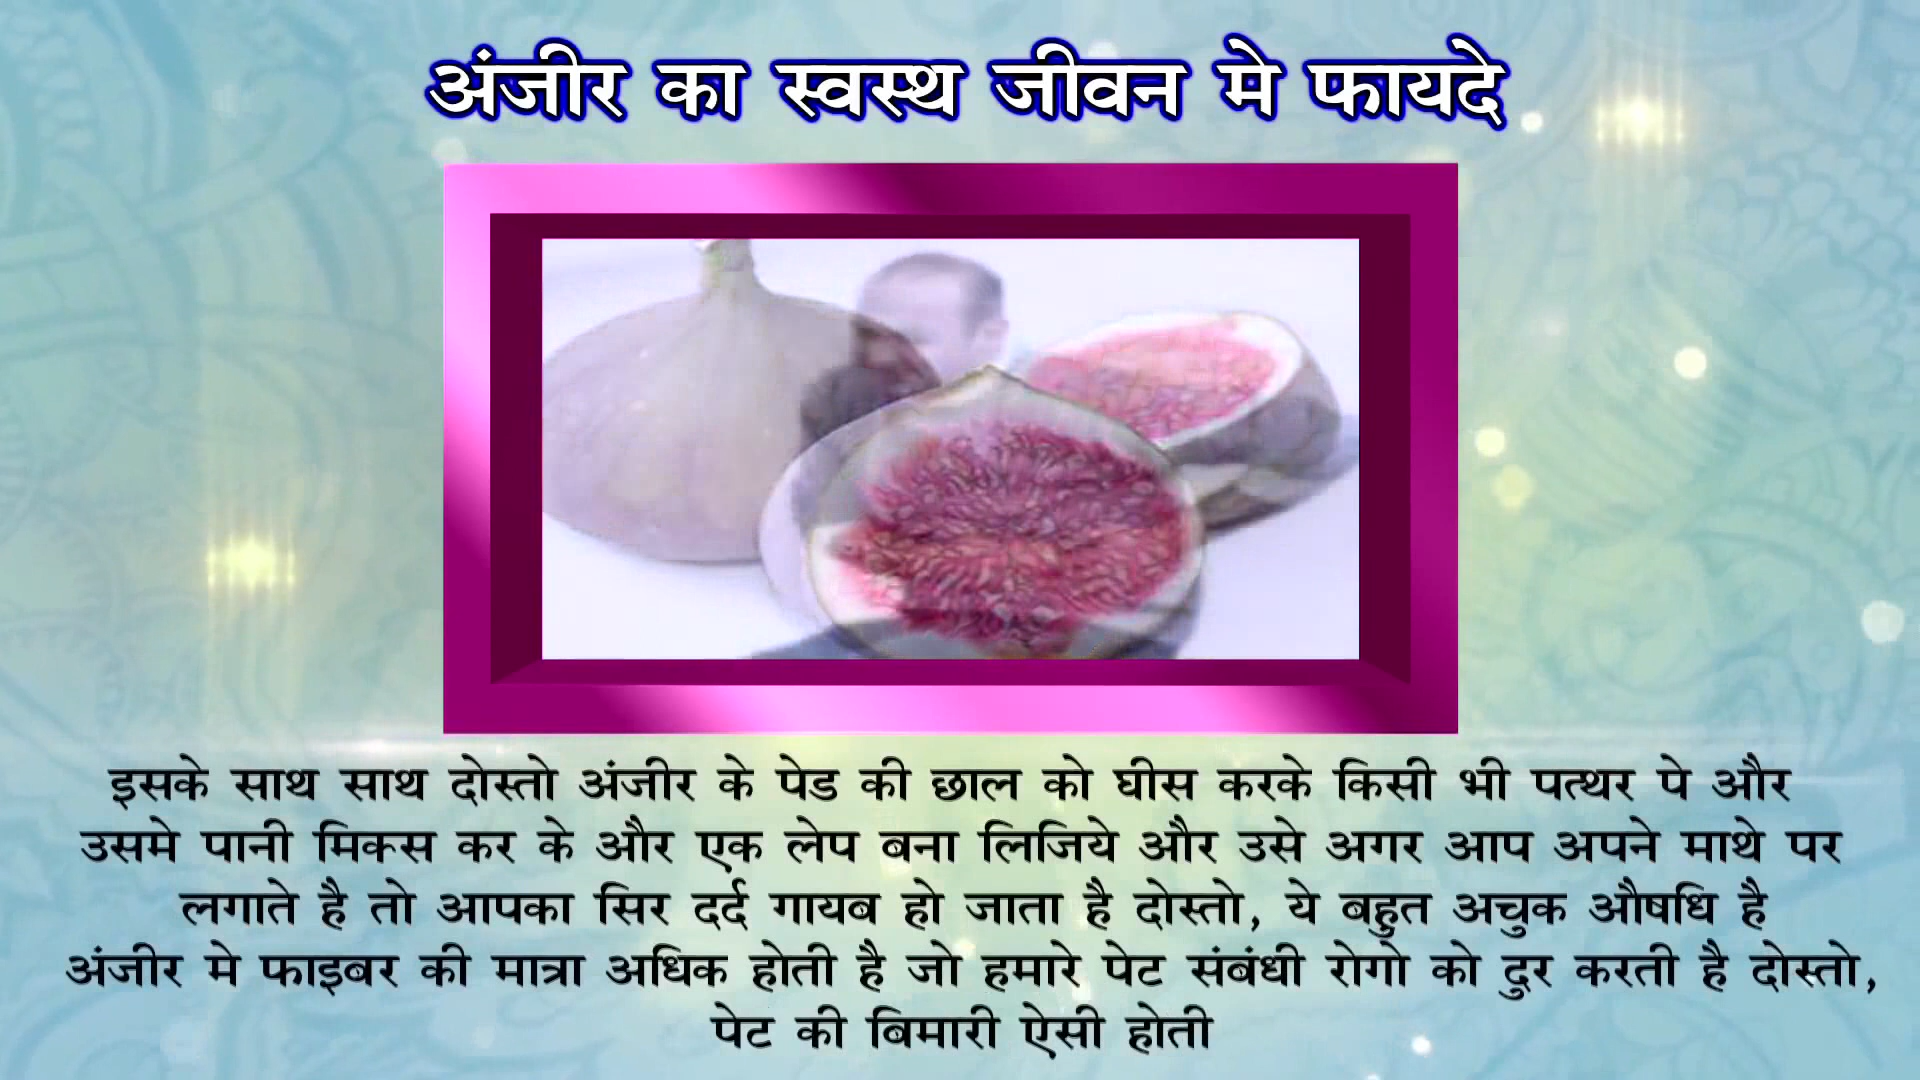 अंजीर का स्वस्थ जीवन मे फायदे
इसके साथ साथ दोस्तो अंजीर के पेड की छाल को घीस करके किसी भी पत्थर पे और
उसमे पानी मिक्स कर के और एक लेप बना लिजिये और उसे अगर आप अपने माथे पर
लगाते है तो आपका सिर दर्द गायब हो जाता है दोस्तो, ये बहुत अचुक औषधि है
अंजीर मे फाइबर की मात्रा अधिक होती है जो हमारे पेट संबंधी रोगो को दुर करती है दोस्तो,
पेट की बिमारी ऐसी होती